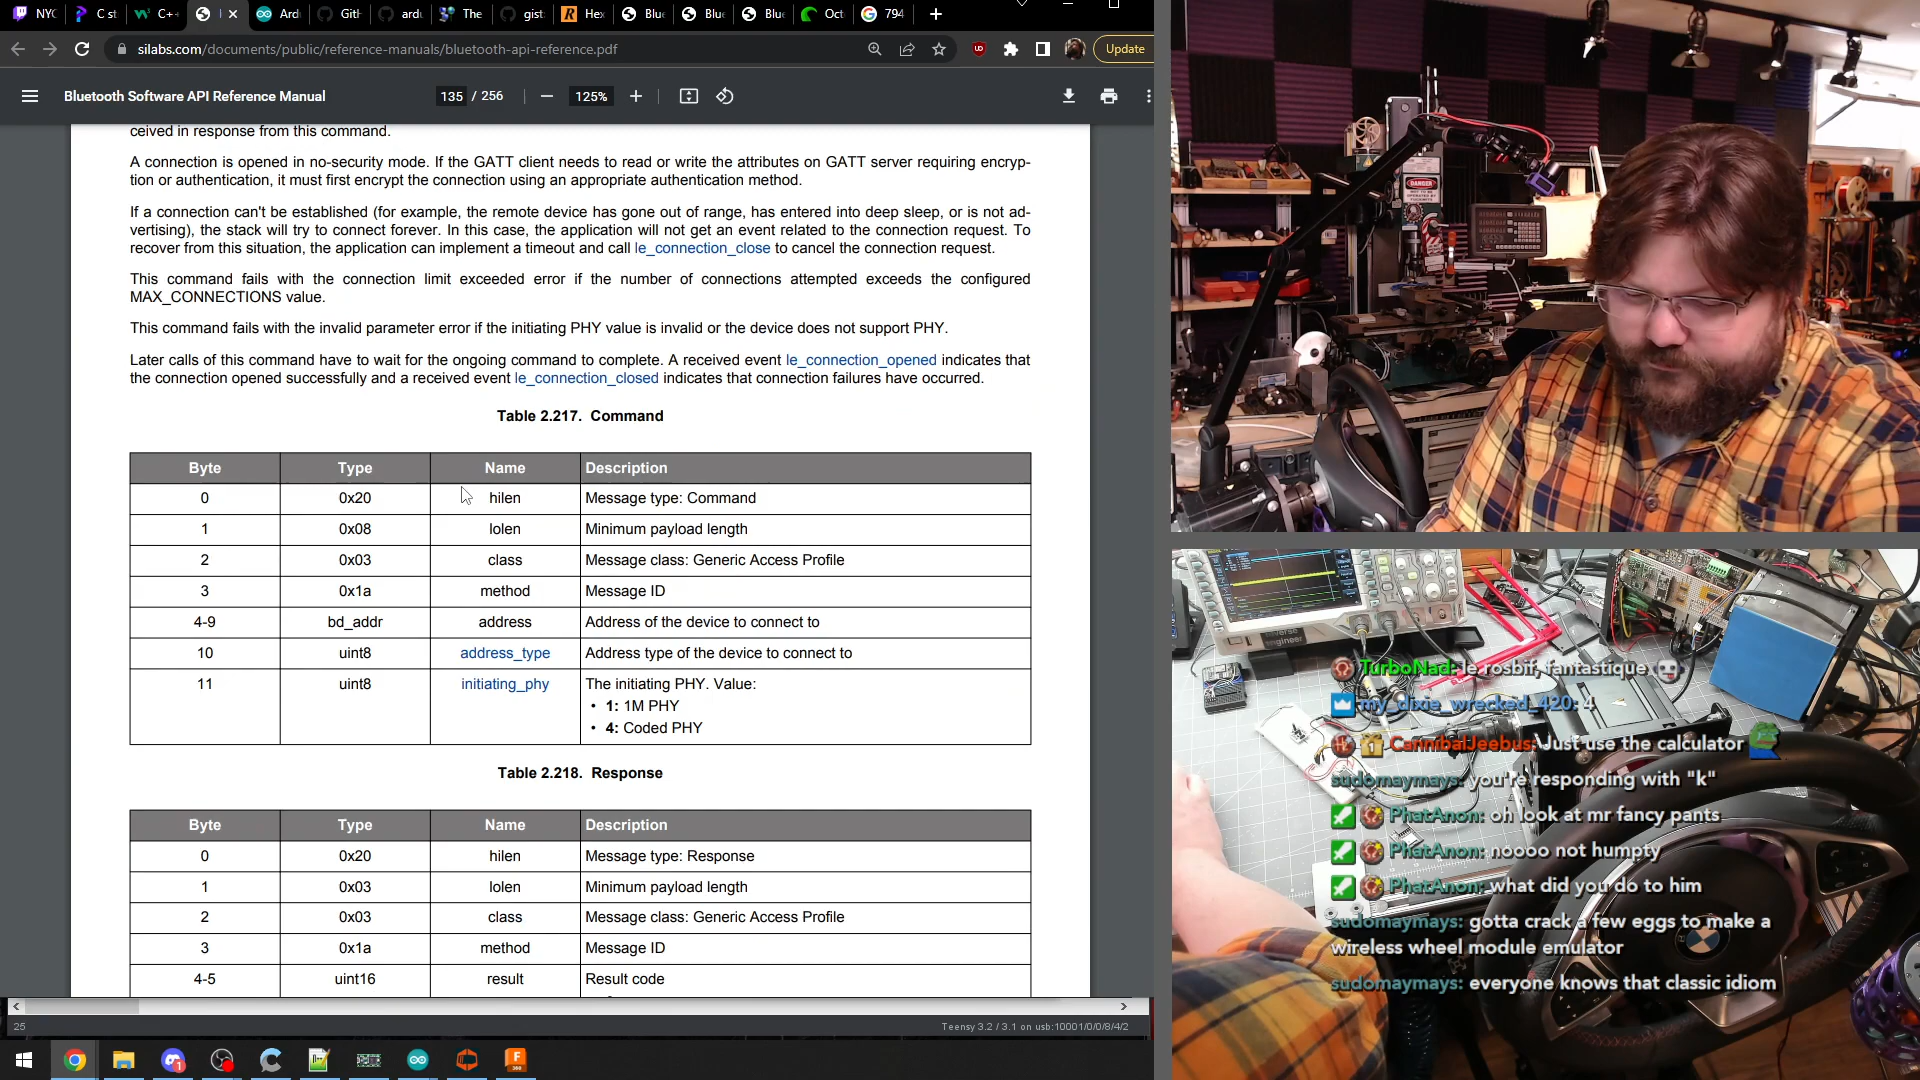 NYC
C st
C++
Ardu
Gith
ardu
The
gist
Hex
Blue
Blue
Blue
Oct
794
silabs.com/documents/public/reference-manuals/bluetooth-api-reference.pdf
Update
Bluetooth Software API Reference Manual
135 / 256
125%
ceived in response from this command.
A connection is opened in no-security mode. If the GATT client needs to read or write the attributes on GATT server requiring encryp-
tion or authentication, it must first encrypt the connection using an appropriate authentication method.
If a connection can't be established (for example, the remote device has gone out of range, has entered into deep sleep, or is not ad-
vertising), the stack will try to connect forever. In this case, the application will not get an event related to the connection request. To
recover from this situation, the application can implement a timeout and call le_connection_close to cancel the connection request.
This command fails with the connection limit exceeded error if the number of connections attempted exceeds the configured
MAX_CONNECTIONS value.
This command fails with the invalid parameter error if the initiating PHY value is invalid or the device does not support PHY.
Later calls of this command have to wait for the ongoing command to complete. A received event le_connection_opened indicates that
the connection opened successfully and a received event le_connection_closed indicates that connection failures have occurred.
Table 2.217. Command
Byte Type Name Description
0 0x20 hilen Message type: Command
1 0x08 lolen Minimum payload length
2 0x03 class Message class: Generic Access Profile
3 0x1a method Message ID
4-9 bd_addr address Address of the device to connect to
10 uint8 address_type Address type of the device to connect to
11 uint8 initiating_phy The initiating PHY. Value:
• 1: 1M PHY
• 4: Coded PHY
Table 2.218. Response
Byte Type Name Description
0 0x20 hilen Message type: Response
1 0x03 lolen Minimum payload length
2 0x03 class Message class: Generic Access Profile
3 0x1a method Message ID
4-5 uint16 result Result code
25
Teensy 3.2 / 3.1 on usb:10001/0/0/8/4/2
DANGER
TurboNad: le rosbif, fantastique
my_dixie_wrecked_420: 4
CannibalJeebus: Just use the calculator
sudomaymays: you're responding with "k"
PhatAnon: oh look at mr fancy pants
PhatAnon: noooo not humpty
PhatAnon: what did you do to him
sudomaymays: gotta crack a few eggs to make a
wireless wheel module emulator
sudomaymays: everyone knows that classic idiom